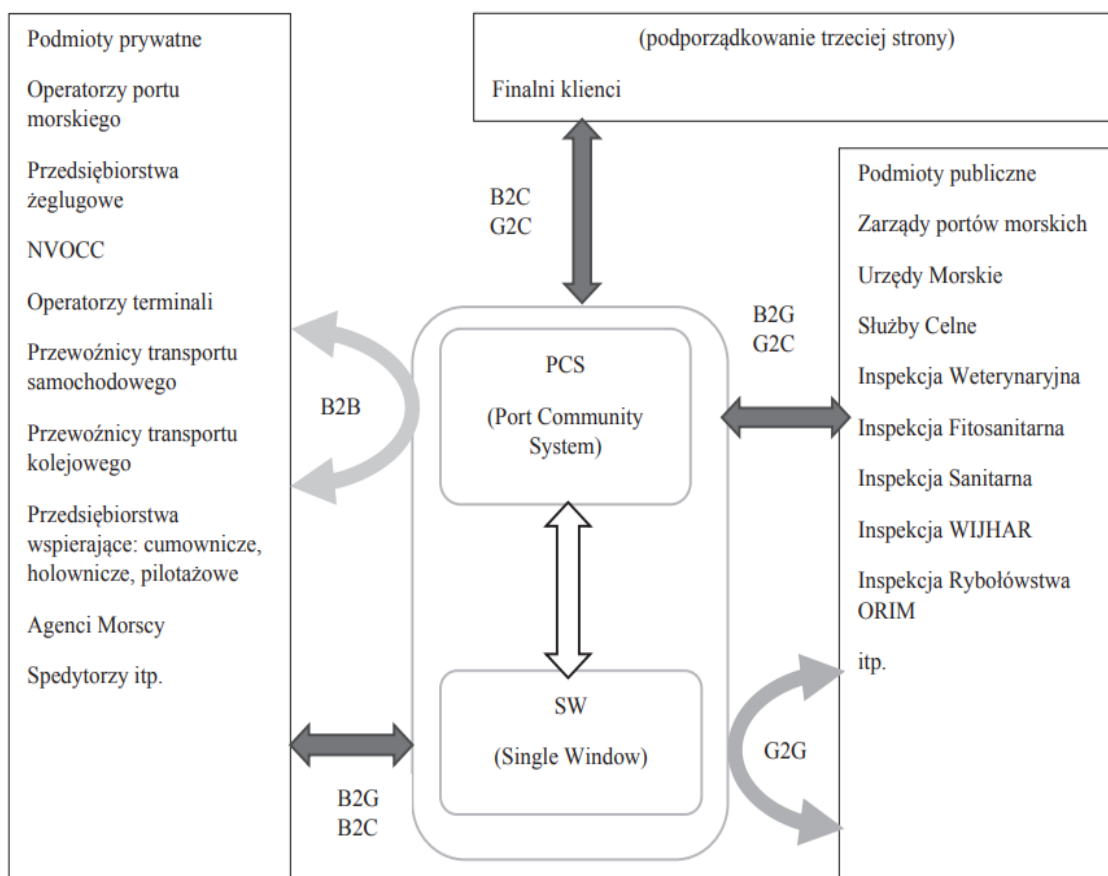 Podmioty prywatne
Operatorzy portu
morskiego
Przedsiębiorstwa
żeglugowe
NVOCC
Operatorzy terminali
Przewoźnicy transportu
samochodowego
Przewoźnicy transportu
kolejowego
Przedsiębiorstwa
wspierające: cumownicze,
holownicze, pilotażowe
Agenci Morscy
Spedytorzy itp.
(podporządkowanie trzeciej strony)
Finalni klienci
B2C
G2C
B2B
PCS
(Port Community
System)
SW
(Single Window)
B2G
B2C
B2G
G2C
G2G
Podmioty publiczne
Zarządy portów morskich
Urzędy Morskie
Służby Celne
Inspekcja Weterynaryjna
Inspekcja Fitosanitarna
Inspekcja Sanitarna
Inspekcja WIJHAR
Inspekcja Rybołówstwa
ORIM
itp.